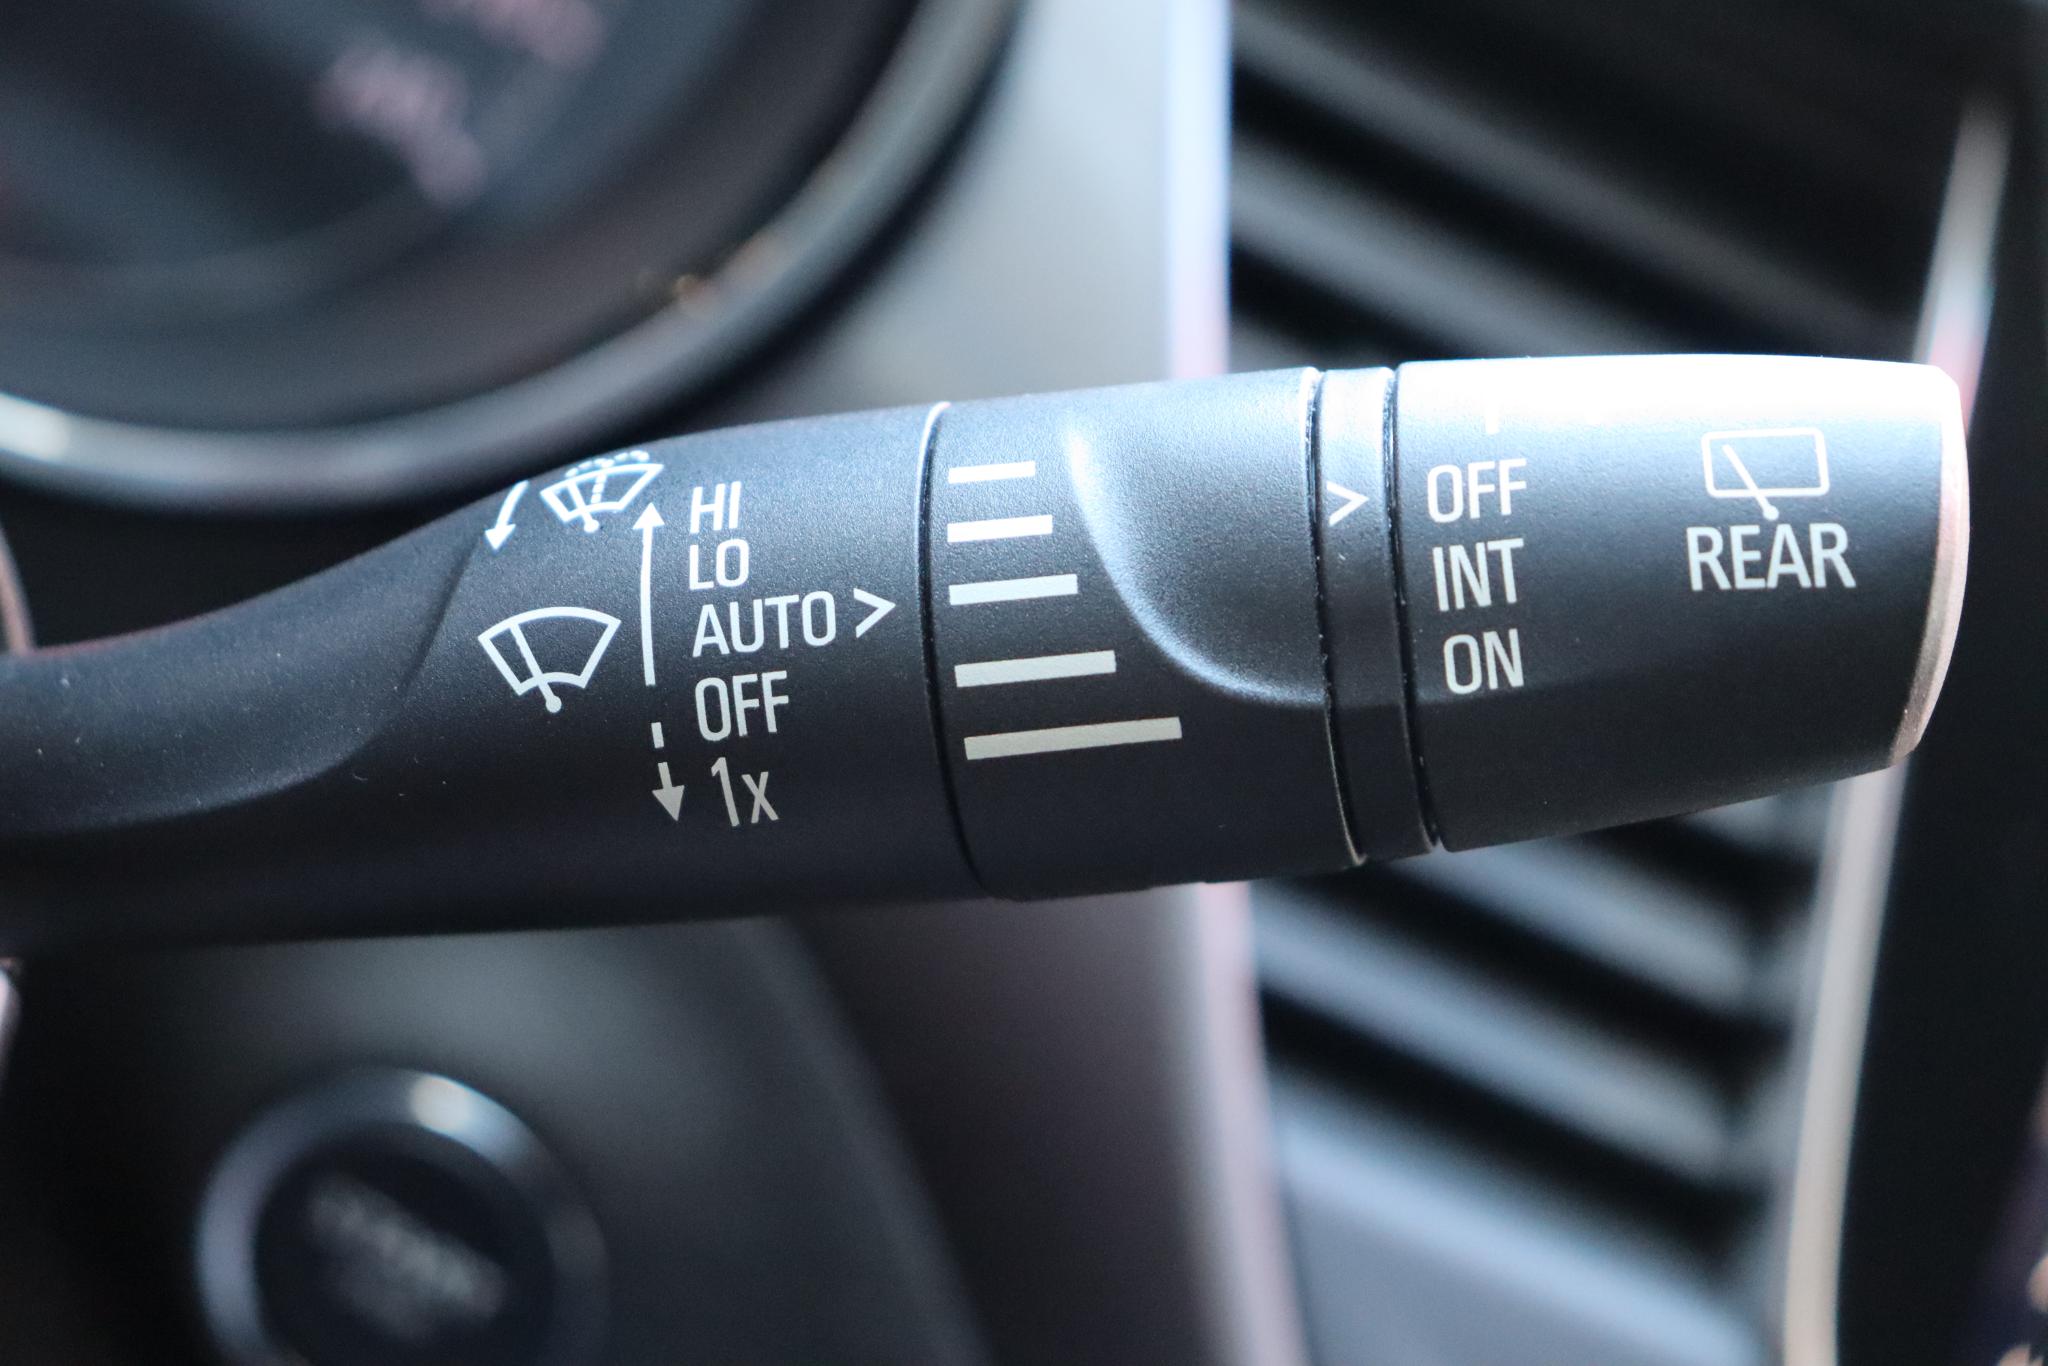 HI
LO
AUTO >
OFF
1x
>
OFF
INT
ON
REAR